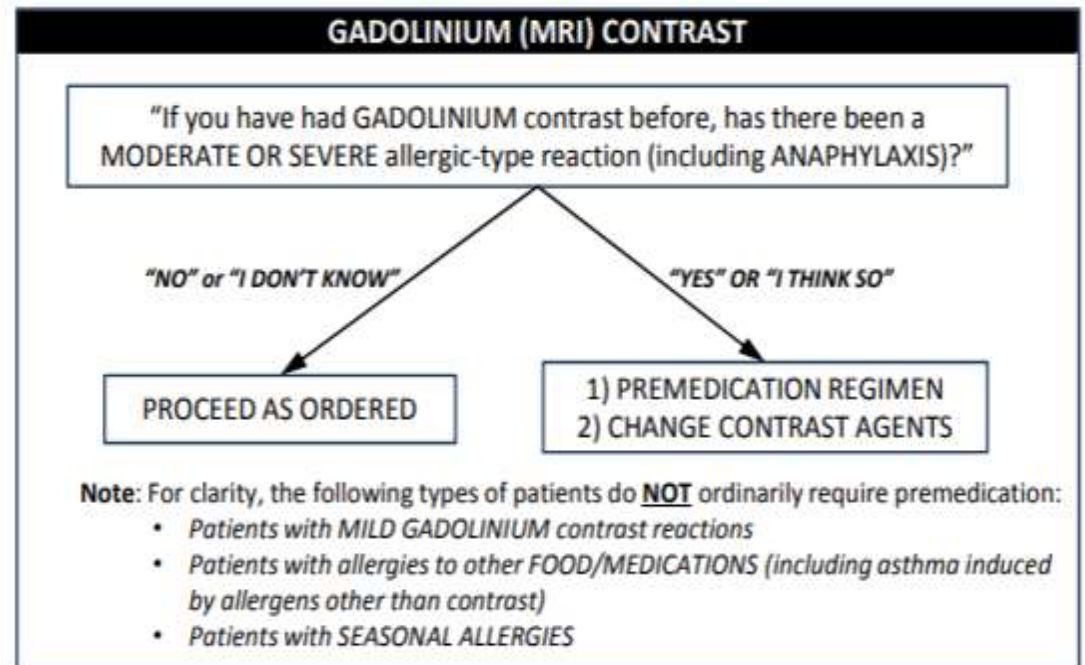 GADOLINIUM (MRI) CONTRAST
“If you have had GADOLINIUM contrast before, has there been a
MODERATE OR SEVERE allergic-type reaction (including ANAPHYLAXIS)?”
“NO” or “I DON’T KNOW”
“YES” OR “I THINK SO”
PROCEED AS ORDERED
1) PREMEDICATION REGIMEN
2) CHANGE CONTRAST AGENTS
Note: For clarity, the following types of patients do NOT ordinarily require premedication:
• Patients with MILD GADOLINIUM contrast reactions
• Patients with allergies to other FOOD/MEDICATIONS (including asthma induced
by allergens other than contrast)
• Patients with SEASONAL ALLERGIES